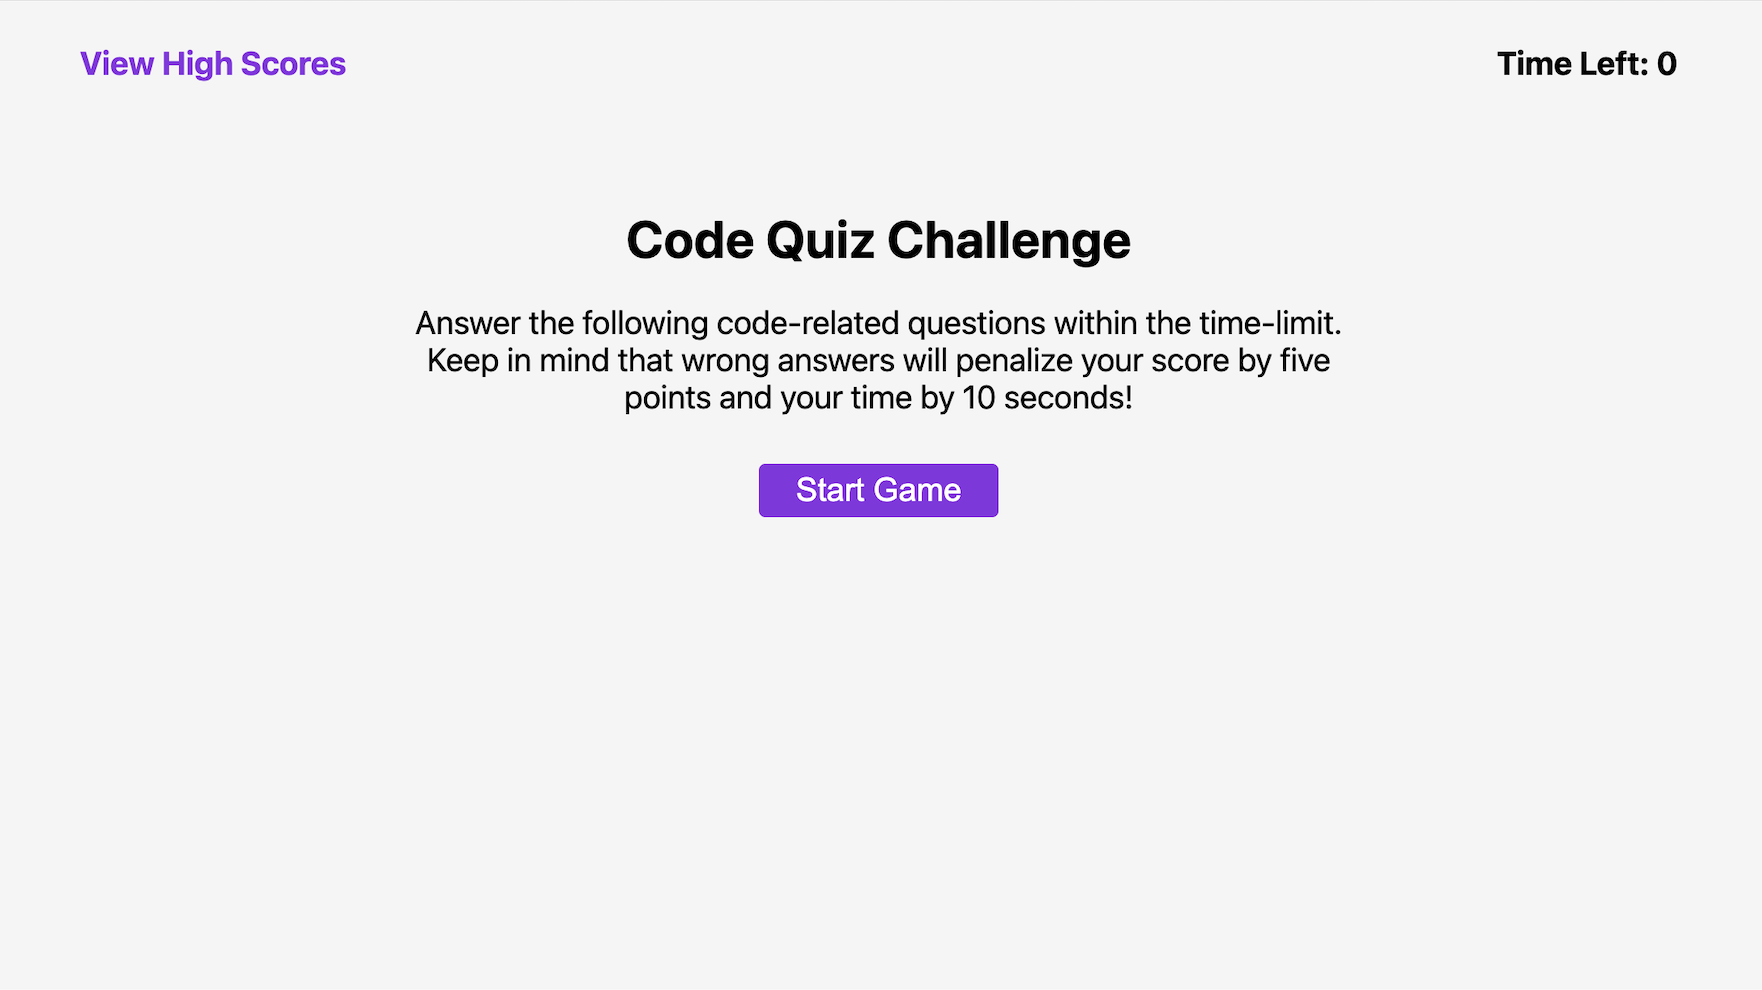 View High Scores
Time Left: 0
Code Quiz Challenge
Answer the following code-related questions within the time-limit.
Keep in mind that wrong answers will penalize your score by five
points and your time by 10 seconds!
Start Game